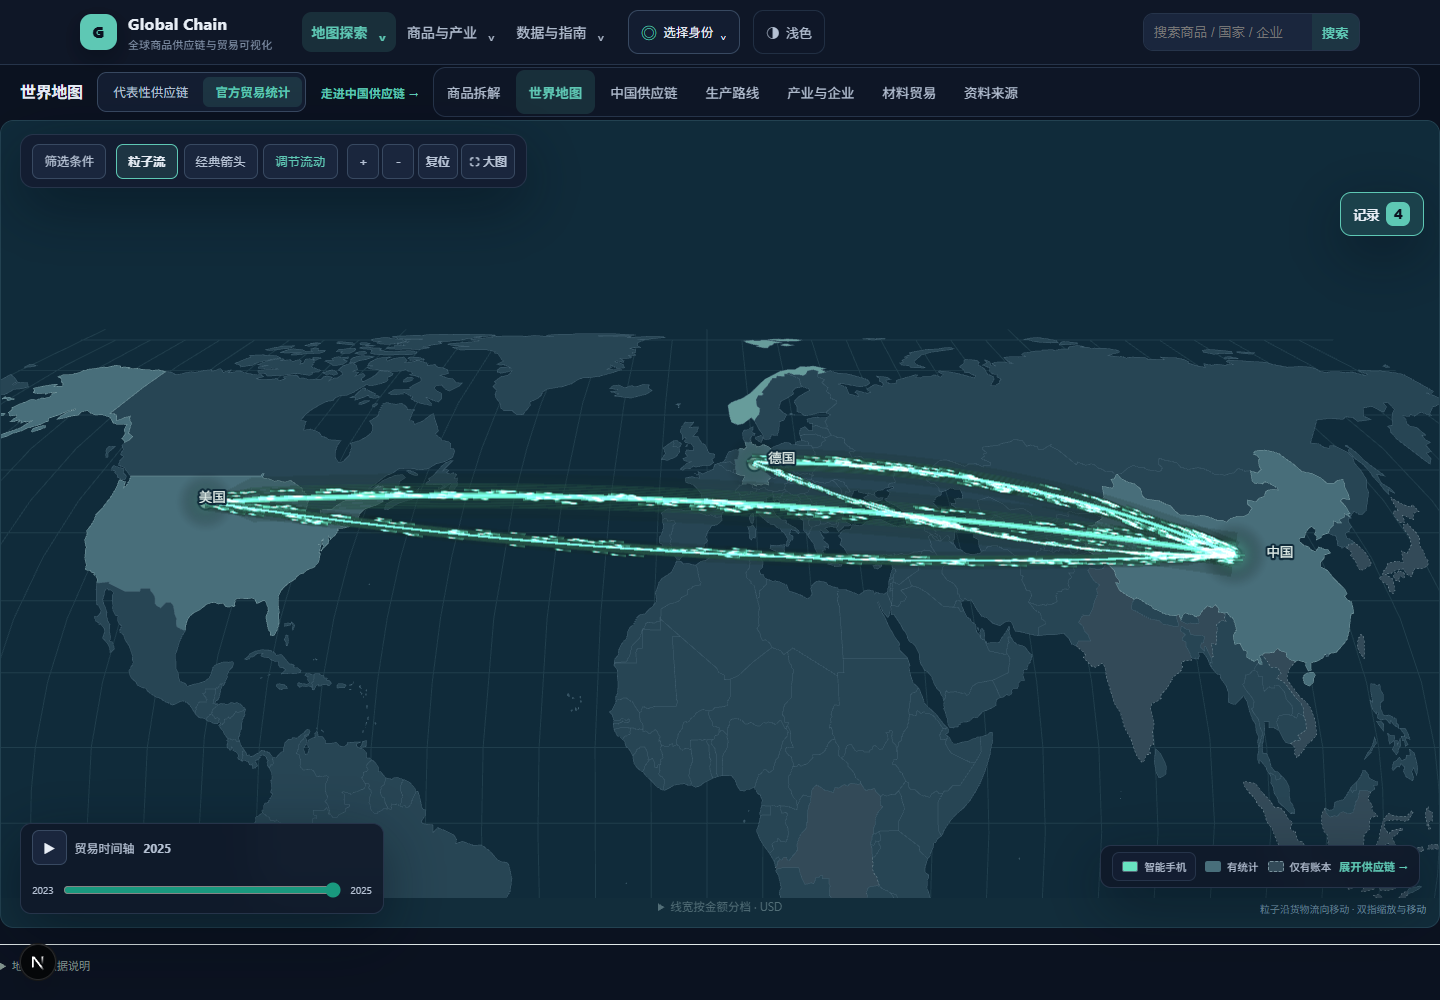 G
Global Chain
全球商品供应链与贸易可视化
地图探索
商品与产业
数据与指南
选择身份
浅色
搜索商品 / 国家 / 企业
搜索
世界地图
代表性供应链
官方贸易统计
走进中国供应链 →
商品拆解
世界地图
中国供应链
生产路线
产业与企业
材料贸易
资料来源
筛选条件
粒子流
经典箭头
调节流动
+
-
复位
大图
记录 4
美国
德国
中国
贸易时间轴 2025
2023
2025
智能手机
有统计
仅有账本
展开供应链 →
▶ 线宽按金额分档 · USD
粒子沿货物流向移动 · 双指缩放与移动
N
▶ 地
据说明